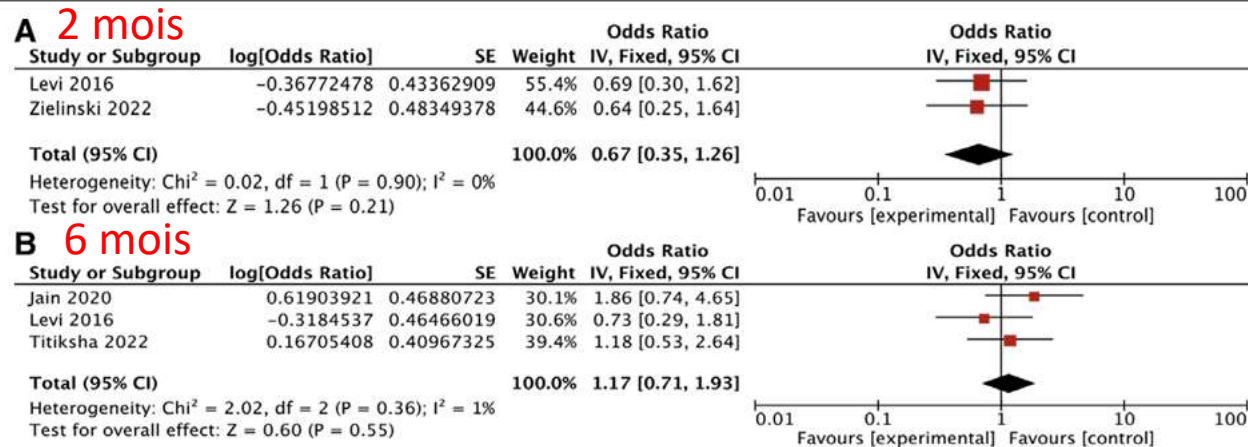 A 2 mois
Odds Ratio Odds Ratio
Study or Subgroup log[Odds Ratio] SE Weight IV, Fixed, 95% CI IV, Fixed, 95% CI
Levi 2016 −0.36772478 0.43362909 55.4% 0.69 [0.30, 1.62]
Zielinski 2022 −0.45198512 0.48349378 44.6% 0.64 [0.25, 1.64]
Total (95% CI) 100.0% 0.67 [0.35, 1.26]
Heterogeneity: Chi² = 0.02, df = 1 (P = 0.90); I² = 0%
Test for overall effect: Z = 1.26 (P = 0.21)
0.01 0.1 1 10 100
Favours [experimental] Favours [control]
B 6 mois
Odds Ratio Odds Ratio
Study or Subgroup log[Odds Ratio] SE Weight IV, Fixed, 95% CI IV, Fixed, 95% CI
Jain 2020 0.61903921 0.46880723 30.1% 1.86 [0.74, 4.65]
Levi 2016 −0.3184537 0.46466019 30.6% 0.73 [0.29, 1.81]
Titiksha 2022 0.16705408 0.40967325 39.4% 1.18 [0.53, 2.64]
Total (95% CI) 100.0% 1.17 [0.71, 1.93]
Heterogeneity: Chi² = 2.02, df = 2 (P = 0.36); I² = 1%
Test for overall effect: Z = 0.60 (P = 0.55)
0.01 0.1 1 10 100
Favours [experimental] Favours [control]